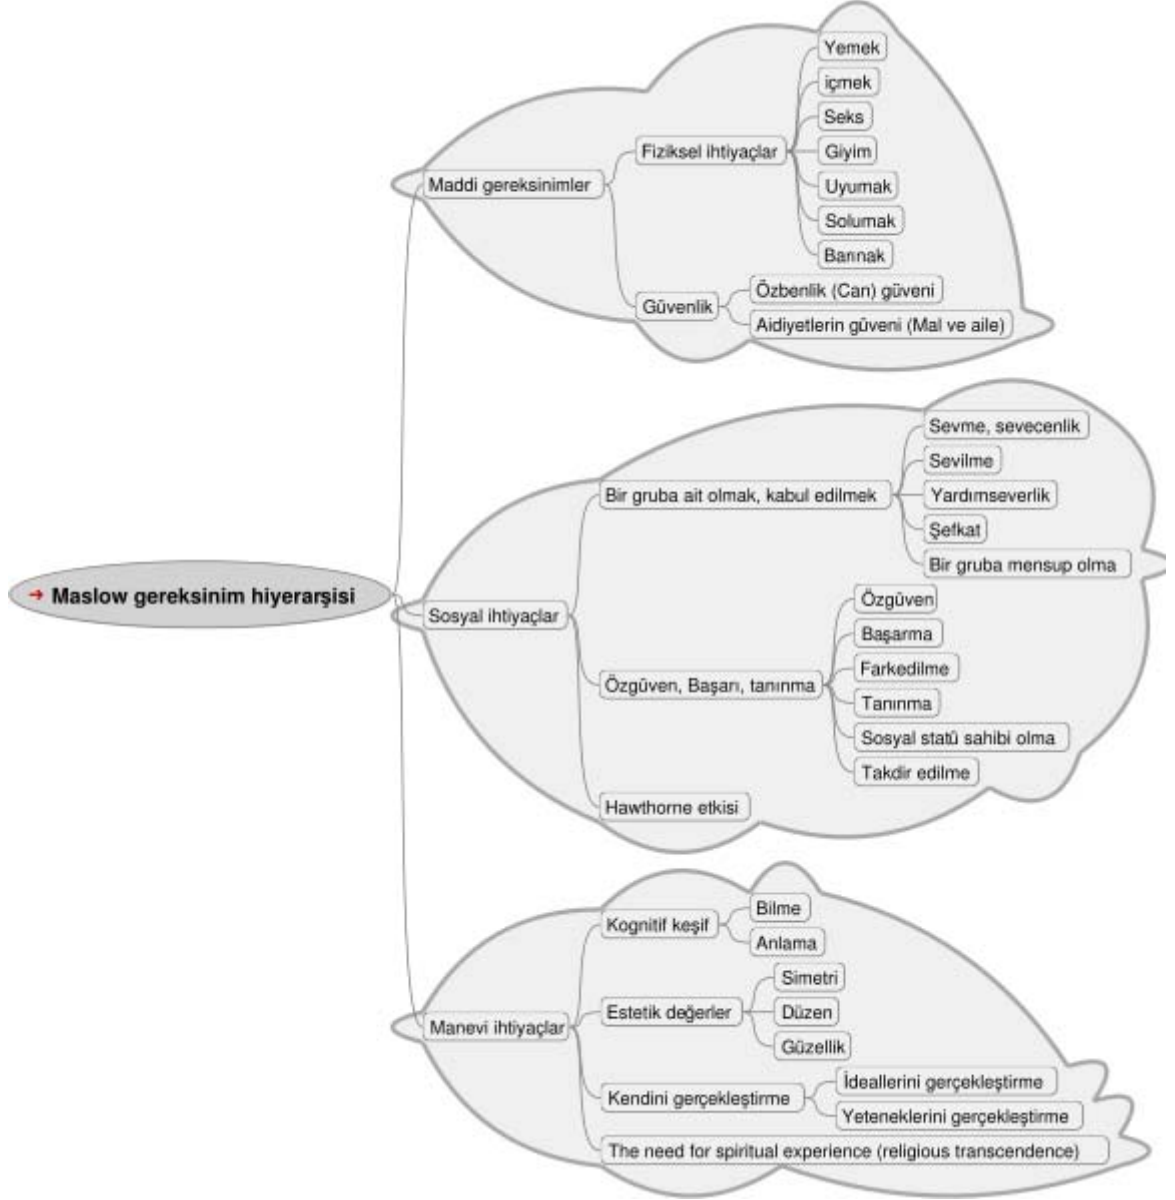 Maslow gereksinim hiyerarşisi
Maddi gereksinimler
Fiziksel ihtiyaçlar
Yemek
içmek
Seks
Giyim
Uyumak
Solumak
Barınak
Güvenlik
Özbenlik (Can) güveni
Aidiyetlerin güveni (Mal ve aile)
Sosyal ihtiyaçlar
Bir gruba ait olmak, kabul edilmek
Sevme, sevecenlik
Sevilme
Yardımseverlik
Şefkat
Bir gruba mensup olma
Özgüven, Başarı, tanınma
Özgüven
Başarma
Farkedilme
Tanınma
Sosyal statü sahibi olma
Takdir edilme
Hawthorne etkisi
Manevi ihtiyaçlar
Kognitif keşif
Bilme
Anlama
Estetik değerler
Simetri
Düzen
Güzellik
Kendini gerçekleştirme
İdeallerini gerçekleştirme
Yeteneklerini gerçekleştirme
The need for spiritual experience (religious transcendence)